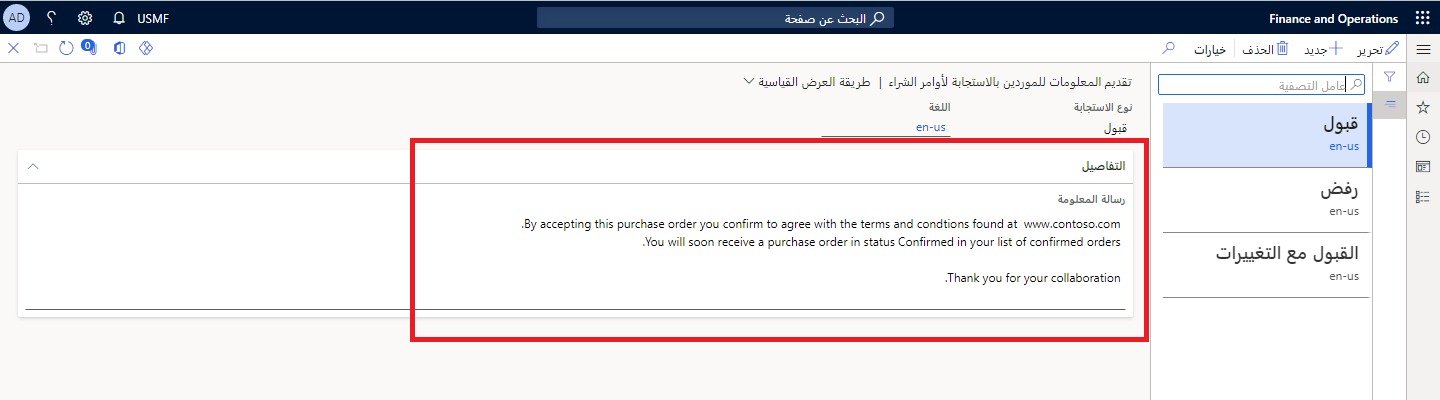 Finance and Operations
البحث عن صفحة
USMF
؟
AD
تحرير
جديد
الحذف
خيارات
0
عامل التصفية
قبول
en-us
رفض
en-us
القبول مع التغييرات
en-us
تقديم المعلومات للموردين بالاستجابة لأوامر الشراء | طريقة العرض القياسية
نوع الاستجابة
قبول
اللغة
en-us
التفاصيل
رسالة المعلومة
By accepting this purchase order you confirm to agree with the terms and condtions found at www.contoso.com.
You will soon receive a purchase order in status Confirmed in your list of confirmed orders.
Thank you for your collaboration.